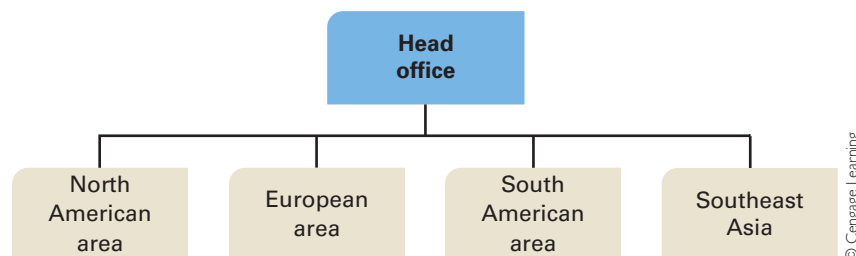 Head
office
North
American
area
European
area
South
American
area
Southeast
Asia
© Cengage Learning